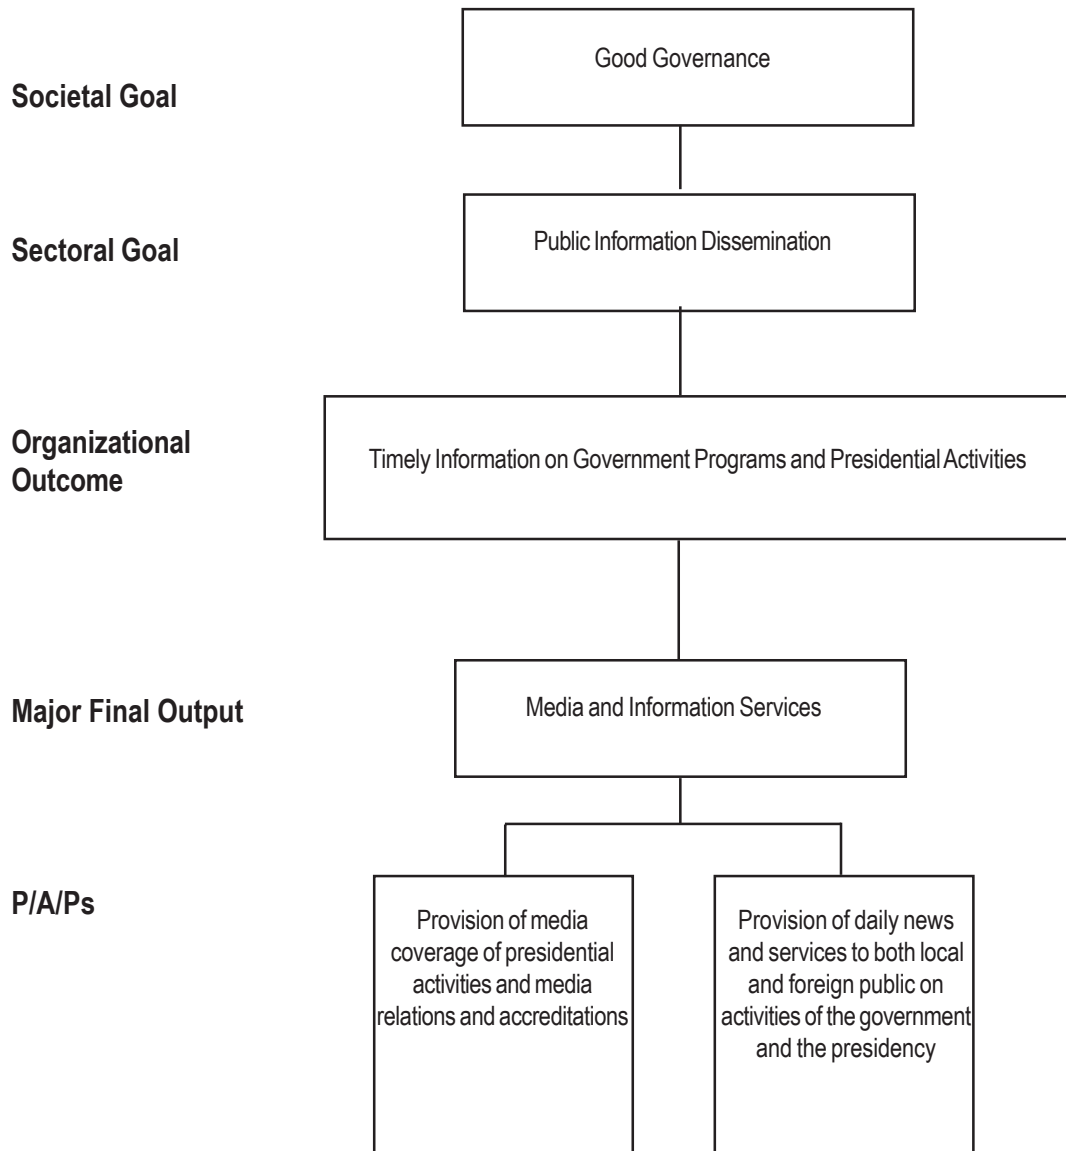 Good Governance
Societal Goal
Public Information Dissemination
Sectoral Goal
Organizational
Outcome
Timely Information on Government Programs and Presidential Activities
Major Final Output
Media and Information Services
P/A/Ps
Provision of media
coverage of presidential
activities and media
relations and accreditations
Provision of daily news
and services to both local
and foreign public on
activities of the government
and the presidency